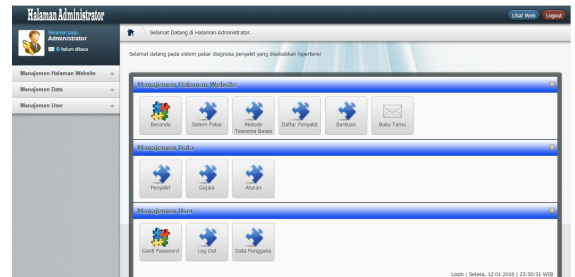 Halaman Administrator
Lihat Web Logout
Selamat pagi
Administrator
0 belum dibaca
Selamat Datang di Halaman Administrator.
Selamat datang pada sistem pakar diagnosa penyakit yang disebabkan hipertensi
Manajemen Halaman Website
Manajemen Data
Manajemen User
Manajemen Halaman Website
Beranda
Sistem Pakar
Metode
Teorema Bayes
Daftar Penyakit
Bantuan
Buku Tamu
Manajemen Data
Penyakit
Gejala
Aturan
Manajemen User
Ganti Password
Log Out
Data Pengguna
Login : Selasa, 12 01 2016 | 23:30:31 WIB